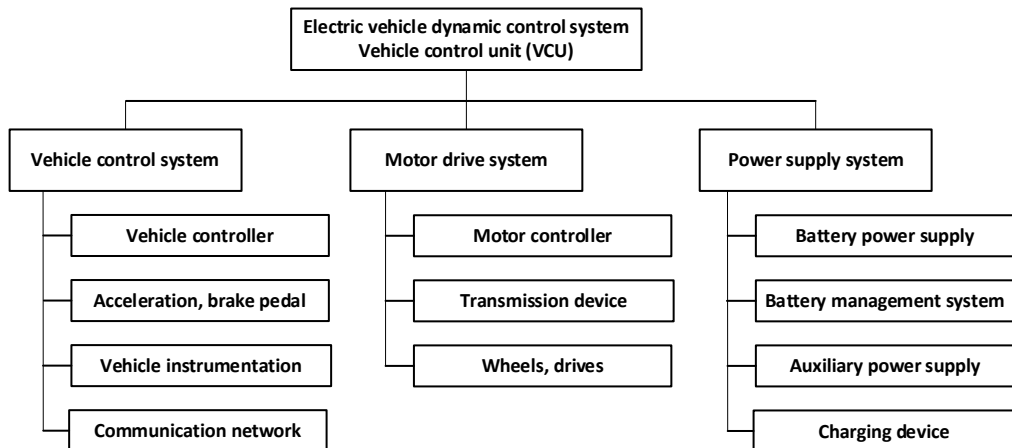 Electric vehicle dynamic control system
Vehicle control unit (VCU)
Vehicle control system
Motor drive system
Power supply system
Vehicle controller
Motor controller
Battery power supply
Acceleration, brake pedal
Transmission device
Battery management system
Vehicle instrumentation
Wheels, drives
Auxiliary power supply
Communication network
Charging device